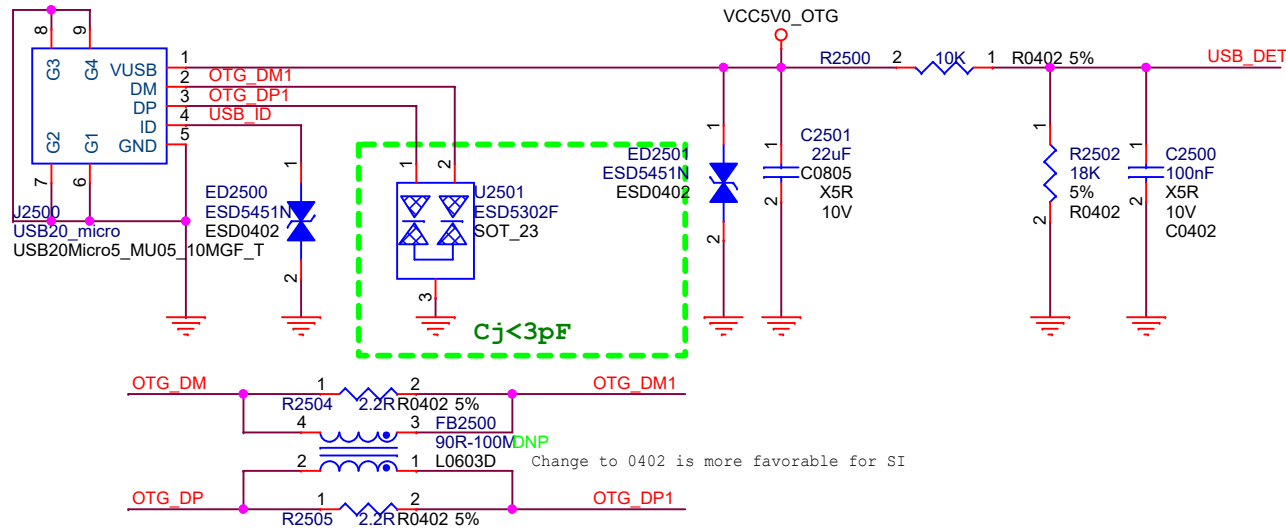 VCC5V0_OTG
8
9
G3
G4
VUSB
DM
DP
ID
GND
G2
G1
1
2
3
4
5
7
6
OTG_DM1
OTG_DP1
USB_ID
J2500
USB20_micro
USB20Micro5_MU05_10MGF_T
1
ED2500
ESD5451N
ESD0402
2
1
2
U2501
ESD5302F
SOT_23
3
Cj<3pF
1
ED2501
ESD5451N
ESD0402
2
1
C2501
22uF
C0805
X5R
10V
2
R2500
2
10K
1
R0402 5%
USB_DET
1
R2502
18K
5%
R0402
2
1
C2500
100nF
X5R
10V
C0402
2
OTG_DM
1
2
OTG_DM1
R2504
2.2R
R0402 5%
4
3
FB2500
90R-100M
DNP
2
1
L0603D
Change to 0402 is more favorable for SI
OTG_DP
1
2
OTG_DP1
R2505
2.2R
R0402 5%